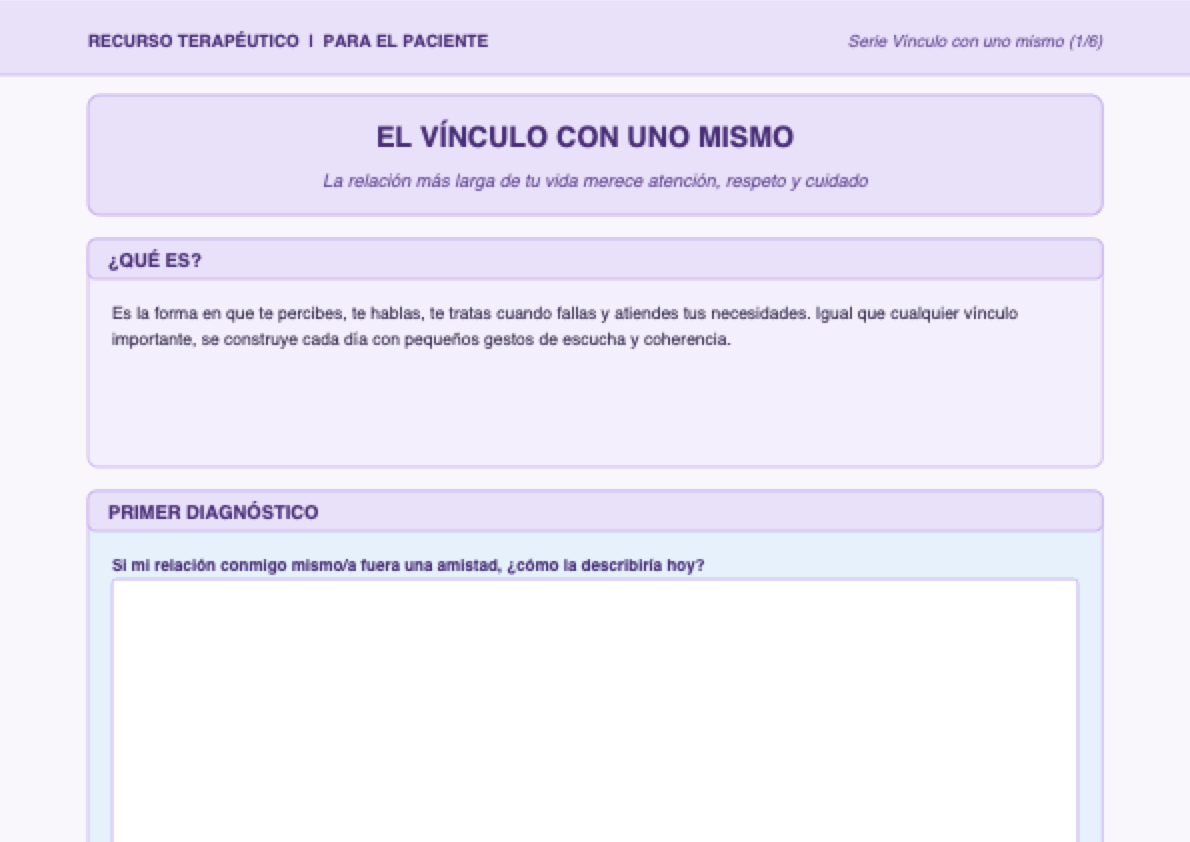 RECURSO TERAPÉUTICO | PARA EL PACIENTE
Serie Vínculo con uno mismo (1/6)
EL VÍNCULO CON UNO MISMO
La relación más larga de tu vida merece atención, respeto y cuidado
¿QUÉ ES?
Es la forma en que te percibes, te hablas, te tratas cuando fallas y atiendes tus necesidades. Igual que cualquier vínculo
importante, se construye cada día con pequeños gestos de escucha y coherencia.
PRIMER DIAGNÓSTICO
Si mi relación conmigo mismo/a fuera una amistad, ¿cómo la describiría hoy?